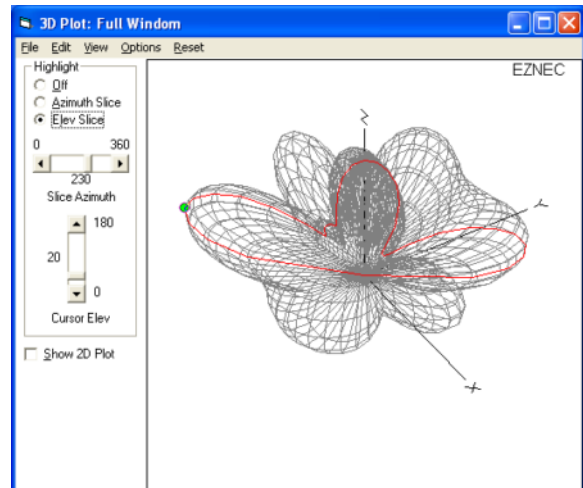 3D Plot: Full Windom
File Edit View Options Reset
Highlight
Off
Azimuth Slice
Elev Slice
0 360
230
Slice Azimuth
180
20
0
Cursor Elev
Show 2D Plot
EZNEC
Z
Y
X